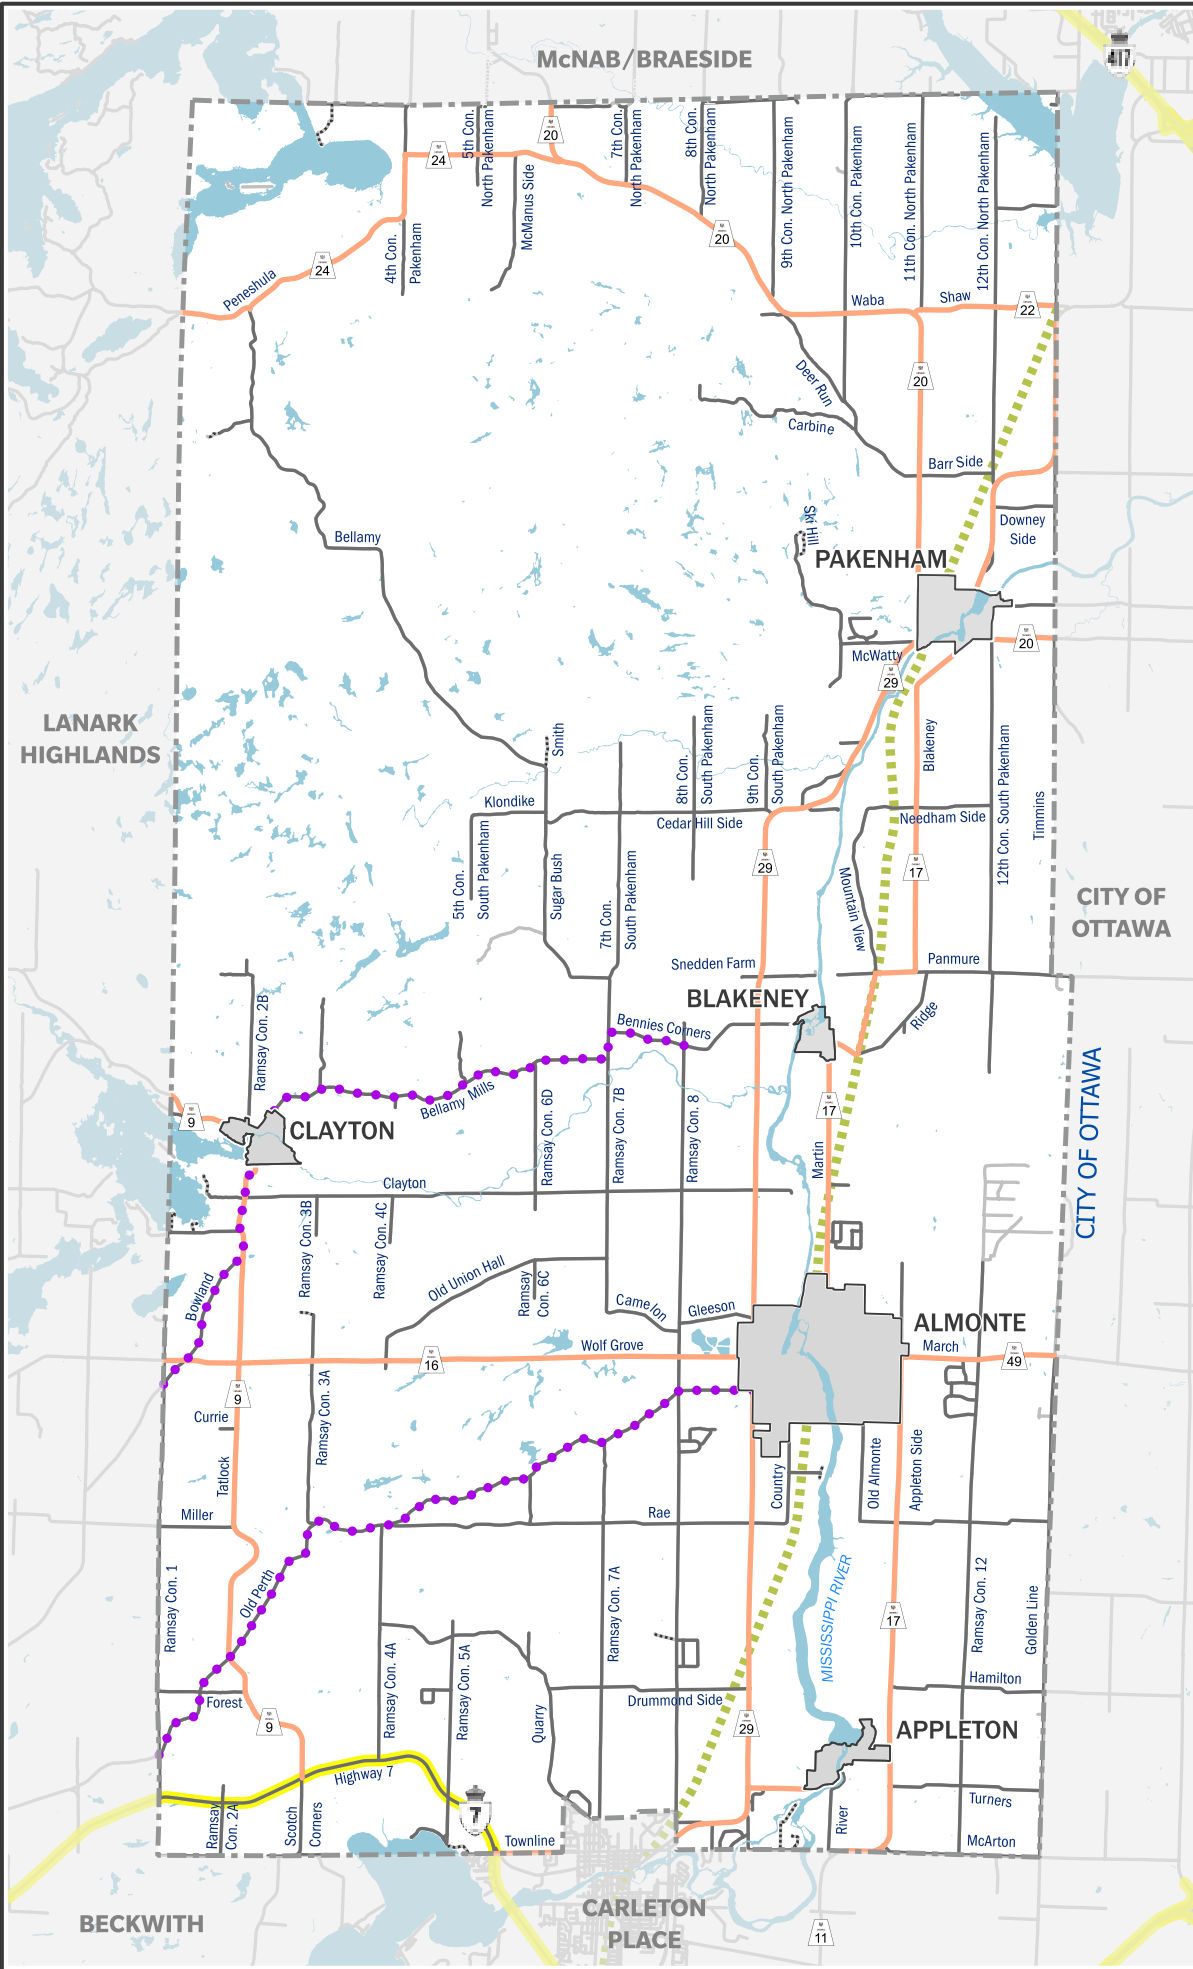 McNAB/BRAESIDE
417
5th Con.
North Pakenham
20
7th Con.
North Pakenham
8th Con.
North Pakenham
9th Con. North Pakenham
10th Con. Pakenham
11th Con. North Pakenham
12th Con. North Pakenham
24
McManus Side
4th Con.
Pakenham
20
24
Peneshula
Waba
Shaw
22
20
Deer Run
Carbine
Barr Side
Ski Hill
Downey
Side
Bellamy
PAKENHAM
20
McWatty
29
LANARK
HIGHLANDS
Smith
8th Con.
South Pakenham
9th Con.
South Pakenham
Blakeney
12th Con. South Pakenham
Timmins
Klondike
Cedar Hill Side
Needham Side
5th Con.
South Pakenham
Sugar Bush
7th Con.
South Pakenham
29
17
Mountain View
CITY OF
OTTAWA
Snedden Farm
Panmure
BLAKENEY
Ramsay Con. 2B
Bennies Corners
Ridge
Bellamy Mills
9
CLAYTON
Ramsay Con. 6D
Ramsay Con. 7B
Ramsay Con. 8
17
Martin
CITY OF OTTAWA
Clayton
Ramsay Con. 3B
Ramsay Con. 4C
Old Union Hall
Ramsay
Con. 6C
Bowland
Camelon
Gleeson
ALMONTE
Wolf Grove
March
16
49
9
Ramsay Con. 3A
Currie
Tatlock
Country
Old Almonte
Appleton Side
Miller
Rae
Ramsay Con. 1
Old Perth
Ramsay Con. 7A
MISSISSIPPI RIVER
17
Ramsay Con. 12
Golden Line
Ramsay Con. 4A
Ramsay Con. 5A
Hamilton
Forest
Drummond Side
9
Quarry
29
APPLETON
Highway 7
7
Turners
Ramsay
Con. 2A
Scotch
Corners
River
Townline
McArton
BECKWITH
CARLETON
PLACE
11